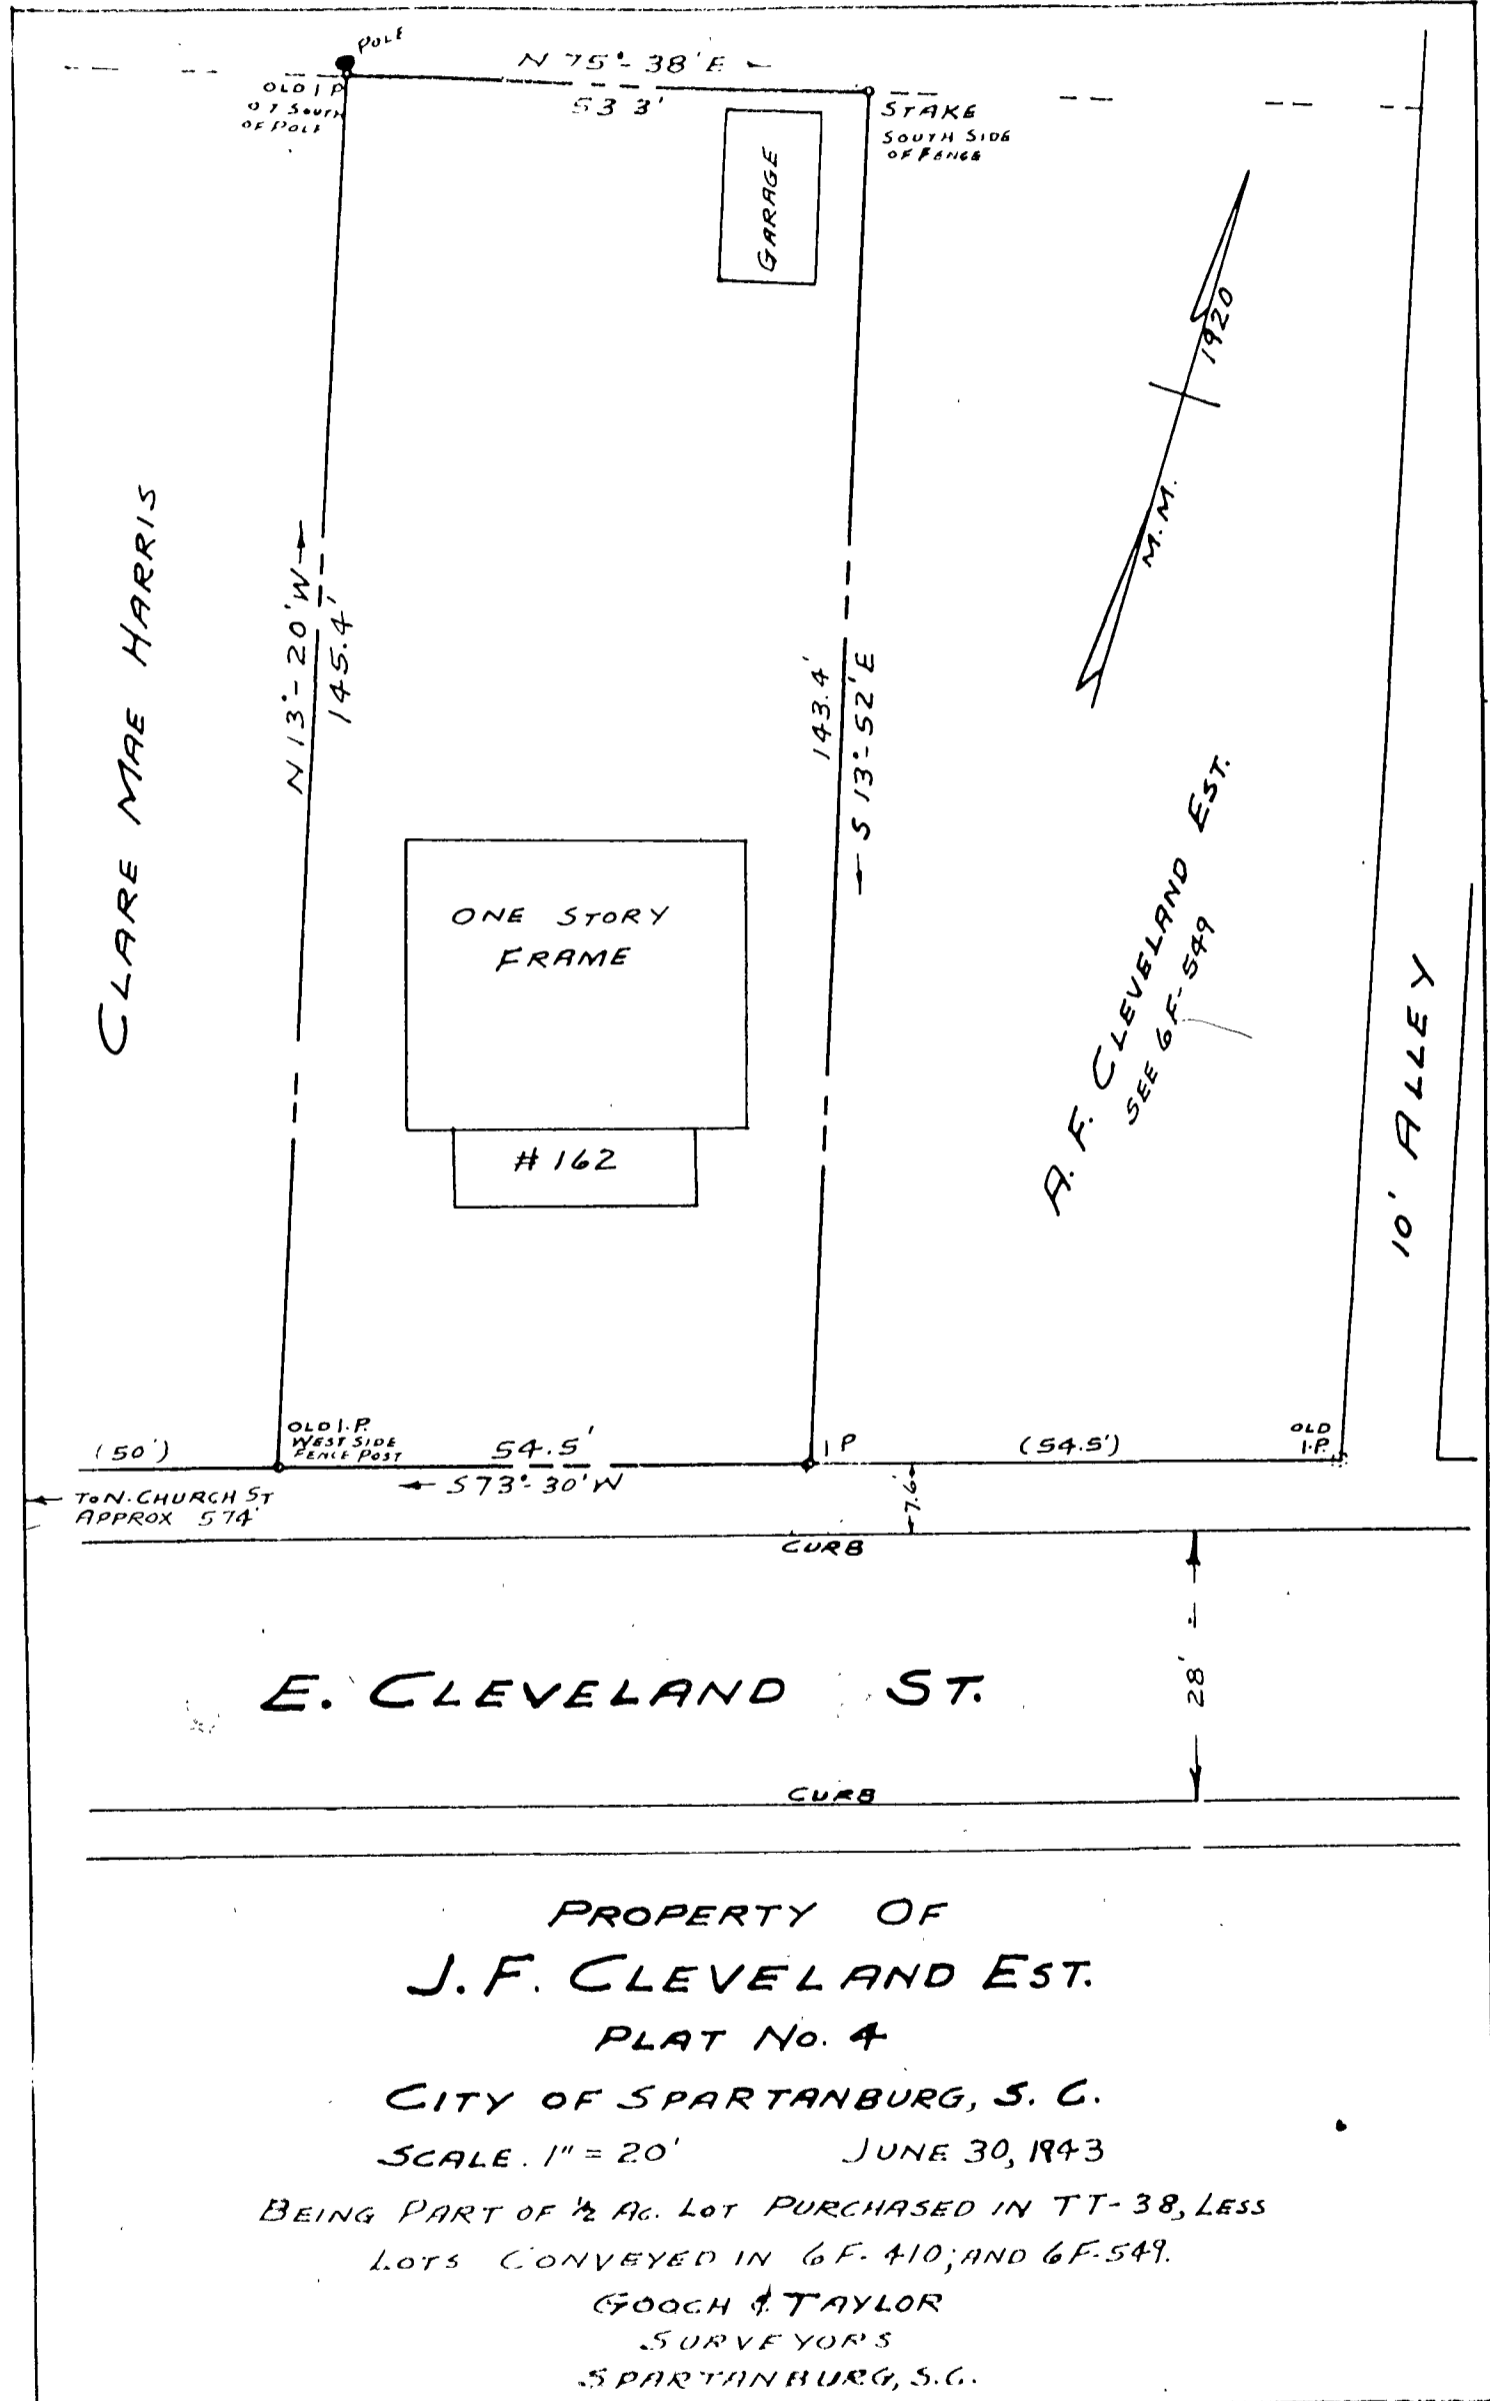 POLE
N 75°-38'E
53 3'
OLD I P
0 7 SOUTH
OF POLE
STAKE
SOUTH SIDE
OF FENCE
GARAGE
1920
M.M.
CLARE MAE HARRIS
N 13°-20'W
145.4'
143.4'
S 13°-52'E
ONE STORY
FRAME
# 162
A. F. CLEVELAND EST.
SEE 6F-549
10' ALLEY
(50')
OLD I.P.
WEST SIDE
FENCE POST
54.5'
S73°-30'W
I P
(54.5')
OLD
I.P.
7.6'
TO N. CHURCH ST
APPROX 574'
CURB
E. CLEVELAND ST.
28'
CURB
PROPERTY OF
J. F. CLEVELAND EST.
PLAT No. 4
CITY OF SPARTANBURG, S. C.
SCALE. 1" = 20' JUNE 30, 1943
BEING PART OF ½ AC. LOT PURCHASED IN TT-38, LESS
LOTS CONVEYED IN 6F-410; AND 6F-549.
GOOCH & TAYLOR
SURVEYORS
SPARTANBURG, S.C.